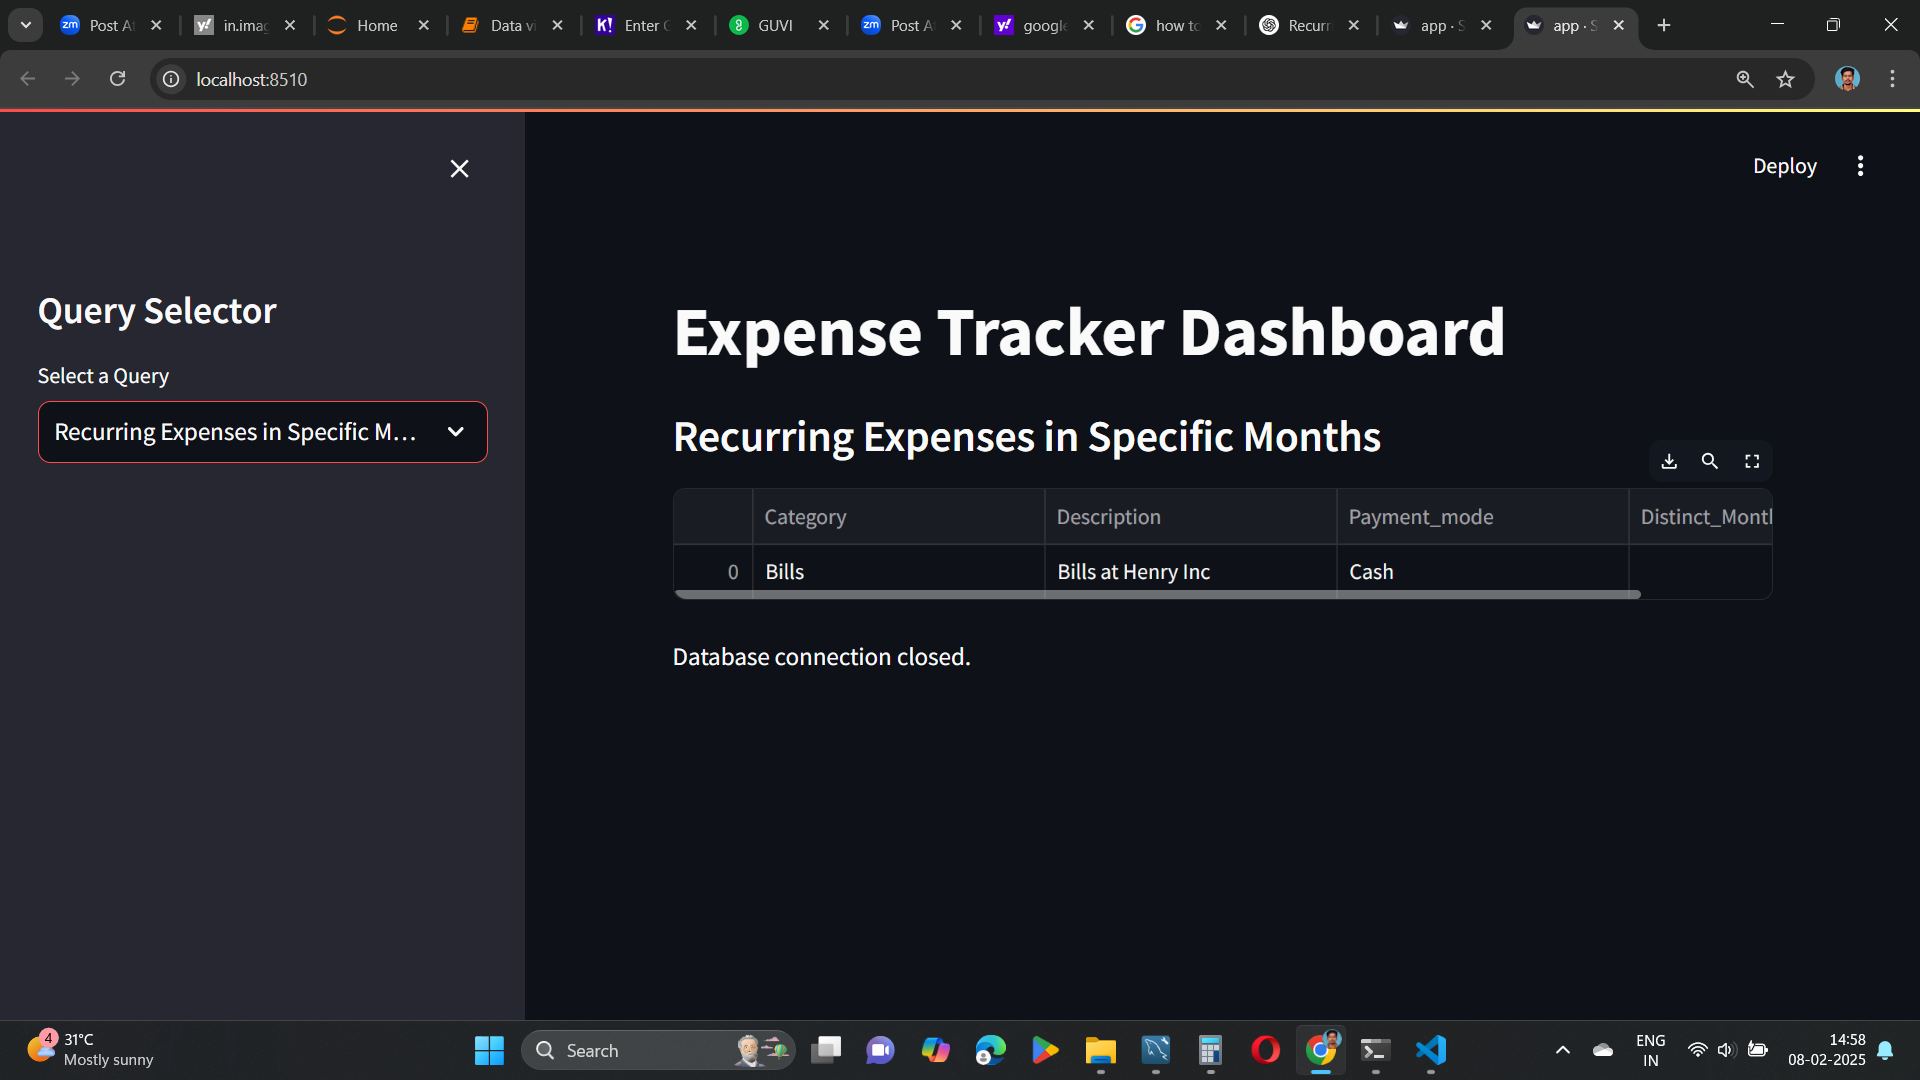 Post A
in.imag
Home
Data vi
Enter
GUVI
Post A
google
how to
Recurr
app · S
app · S
localhost:8510
Deploy
Query Selector
Select a Query
Recurring Expenses in Specific M...
Expense Tracker Dashboard
Recurring Expenses in Specific Months
Category Description Payment_mode Distinct_Month
0 Bills Bills at Henry Inc Cash
Database connection closed.
4
31°C
Mostly sunny
Search
ENG
IN
14:58
08-02-2025